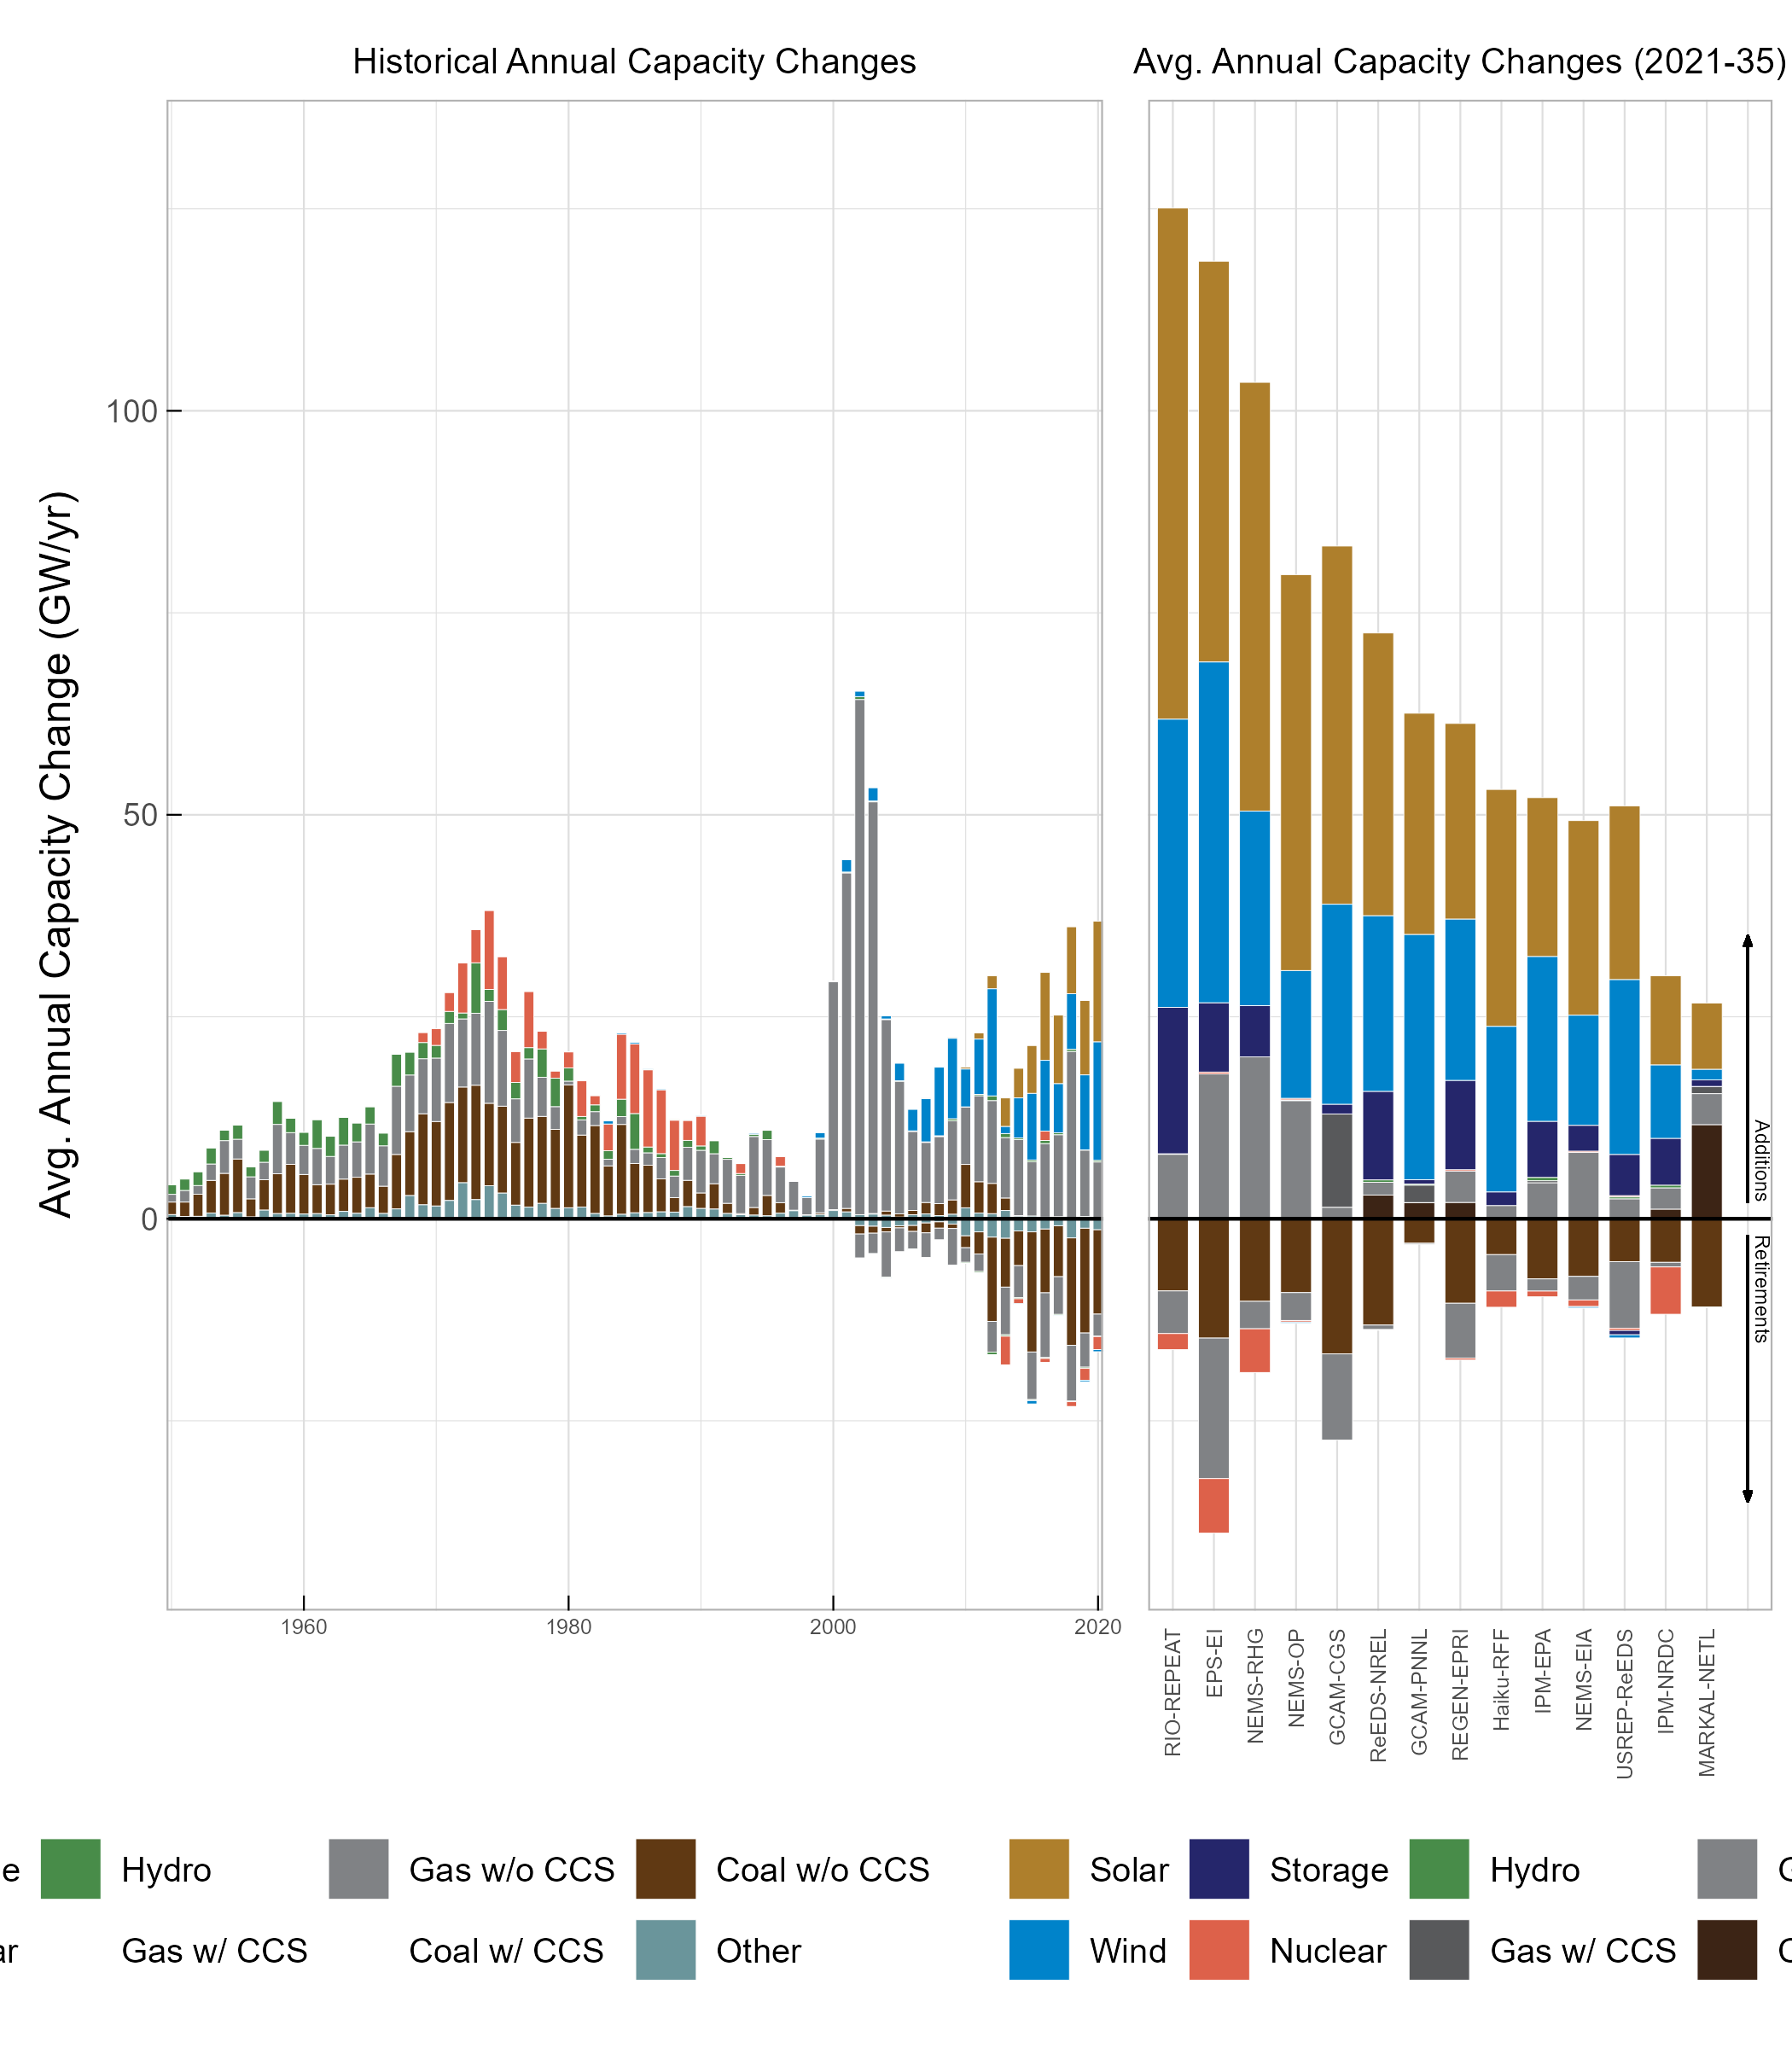 Historical Annual Capacity Changes
Avg. Annual Capacity Changes (2021-35)
Avg. Annual Capacity Change (GW/yr)
100
50
0
Additions
Retirements
1960
1980
2000
2020
RIO-REPEAT
EPS-EI
NEMS-RHG
NEMS-OP
GCAM-CGS
ReEDS-NREL
GCAM-PNNL
REGEN-EPRI
Haiku-RFF
IPM-EPA
NEMS-EIA
USREP-ReEDS
IPM-NRDC
MARKAL-NETL
e Hydro Gas w/o CCS Coal w/o CCS Solar Storage Hydro
ar Gas w/ CCS Coal w/ CCS Other Wind Nuclear Gas w/ CCS